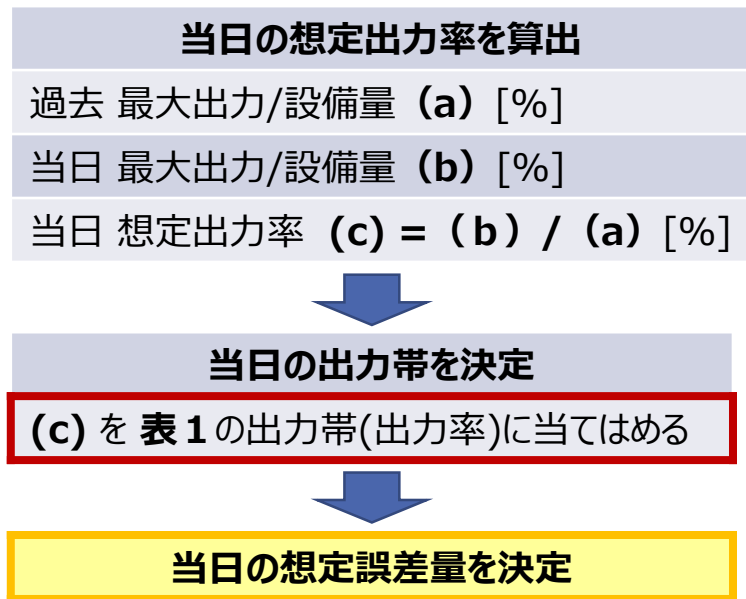 当日の想定出力率を算出
過去 最大出力/設備量（a）[%]
当日 最大出力/設備量（b）[%]
当日 想定出力率 (c) =（ｂ）/（a）[%]
当日の出力帯を決定
(c) を 表１の出力帯(出力率)に当てはめる
当日の想定誤差量を決定